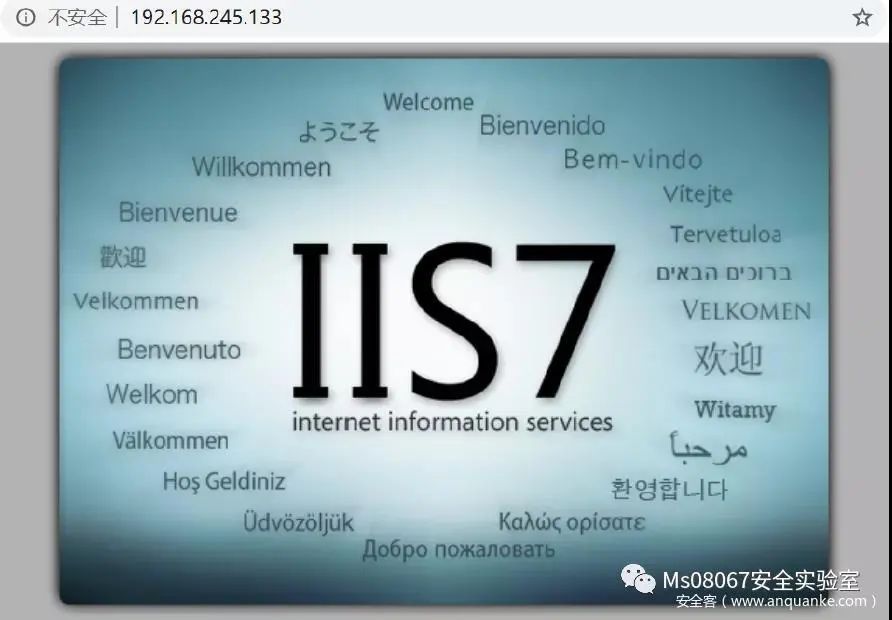 不安全 | 192.168.245.133
Welcome
ようこそ
Bienvenido
Willkommen
Bem-vindo
Vítejte
Bienvenue
Tervetuloa
歡迎
ברוכים הבאים
Velkommen
VELKOMEN
Benvenuto
欢迎
Welkom
Witamy
Välkommen
مرحباً
Hoş Geldiniz
환영합니다
Üdvözöljük
Καλώς ορίσατε
Добро пожаловать
IIS7
internet information services
Ms08067安全实验室
安全客（www.anquanke.com）